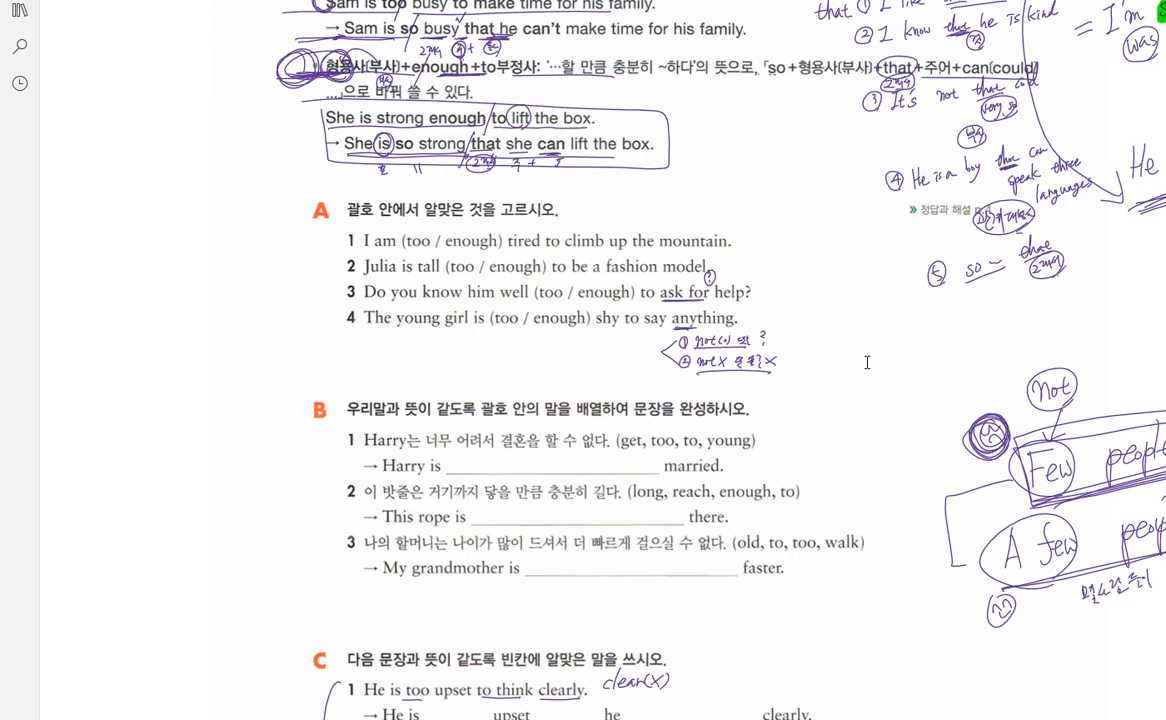 Sam is too busy to make time for his family.
→ Sam is so busy that he can't make time for his family.
형용사(부사)+enough+to부정사: '…할 만큼 충분히 ~하다'의 뜻으로, 「so+형용사(부사)+that+주어+can(could)
…」으로 바꿔 쓸 수 있다.
She is strong enough to lift the box.
→ She is so strong that she can lift the box.
» 정답과 해설
A 괄호 안에서 알맞은 것을 고르시오.
1 I am (too / enough) tired to climb up the mountain.
2 Julia is tall (too / enough) to be a fashion model.
3 Do you know him well (too / enough) to ask for help?
4 The young girl is (too / enough) shy to say anything.
B 우리말과 뜻이 같도록 괄호 안의 말을 배열하여 문장을 완성하시오.
1 Harry는 너무 어려서 결혼을 할 수 없다. (get, too, to, young)
→ Harry is married.
2 이 밧줄은 거기까지 닿을 만큼 충분히 길다. (long, reach, enough, to)
→ This rope is there.
3 나의 할머니는 나이가 많이 드셔서 더 빠르게 걸으실 수 없다. (old, to, too, walk)
→ My grandmother is faster.
C 다음 문장과 뜻이 같도록 빈칸에 알맞은 말을 쓰시오.
1 He is too upset to think clearly. clear(X)
→ He is upset he clearly.
that ① I like
② I know that he is kind
= I'm
was
③ It's not that cold
very so
부사
④ He is a boy that can
speak three
languages
He
관계대명사
⑤ so ~ that
not
Few people
A few people